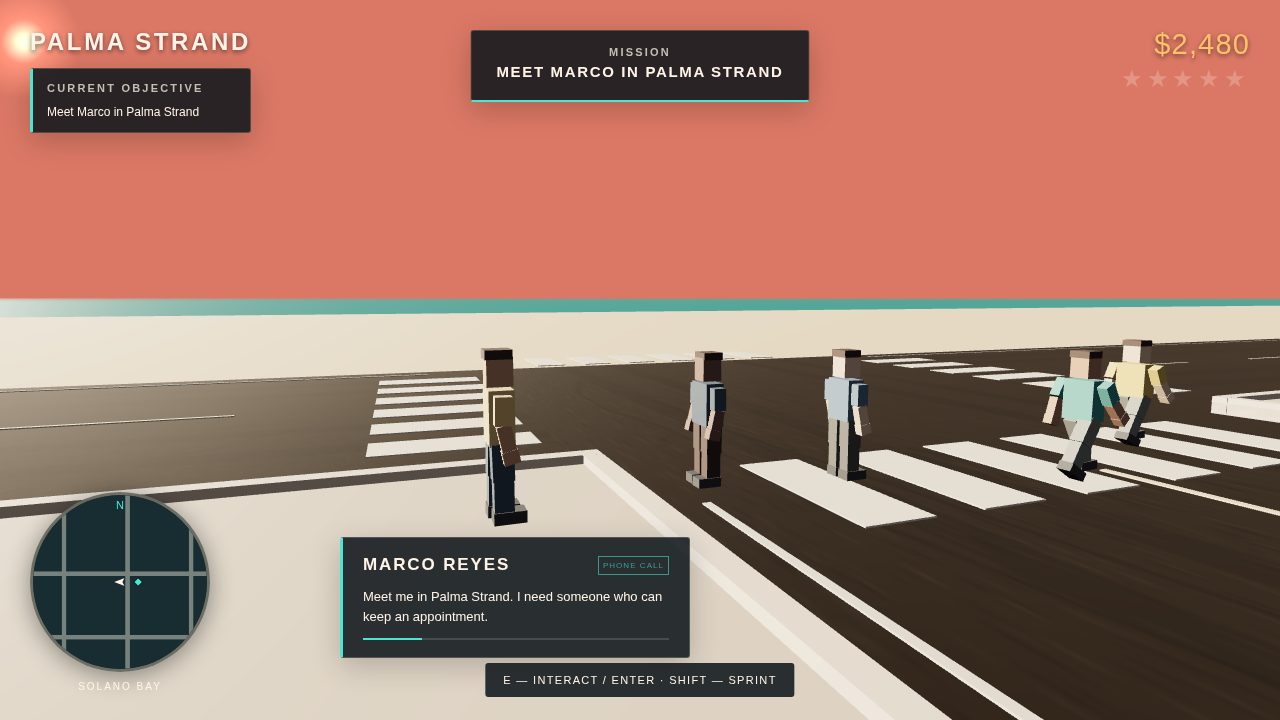 PALMA STRAND
CURRENT OBJECTIVE
Meet Marco in Palma Strand
MISSION
MEET MARCO IN PALMA STRAND
$2,480
N
SOLANO BAY
MARCO REYES
PHONE CALL
Meet me in Palma Strand. I need someone who can
keep an appointment.
E — INTERACT / ENTER · SHIFT — SPRINT